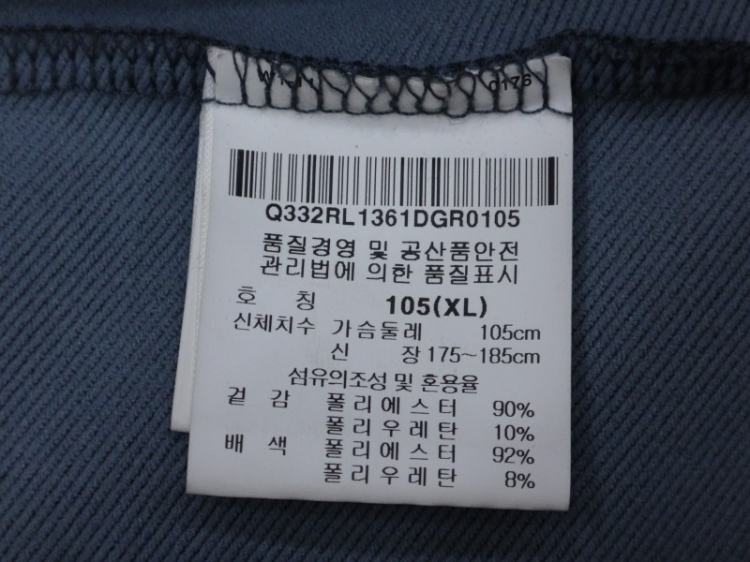 0176
Q332RL1361DGR0105
품질경영 및 공산품안전
관리법에 의한 품질표시
호 칭 105(XL)
신체치수 가슴둘레 105cm
신 장 175~185cm
섬유의조성 및 혼용율
겉 감 폴리에스터 90%
폴리우레탄 10%
배 색 폴리에스터 92%
폴리우레탄 8%